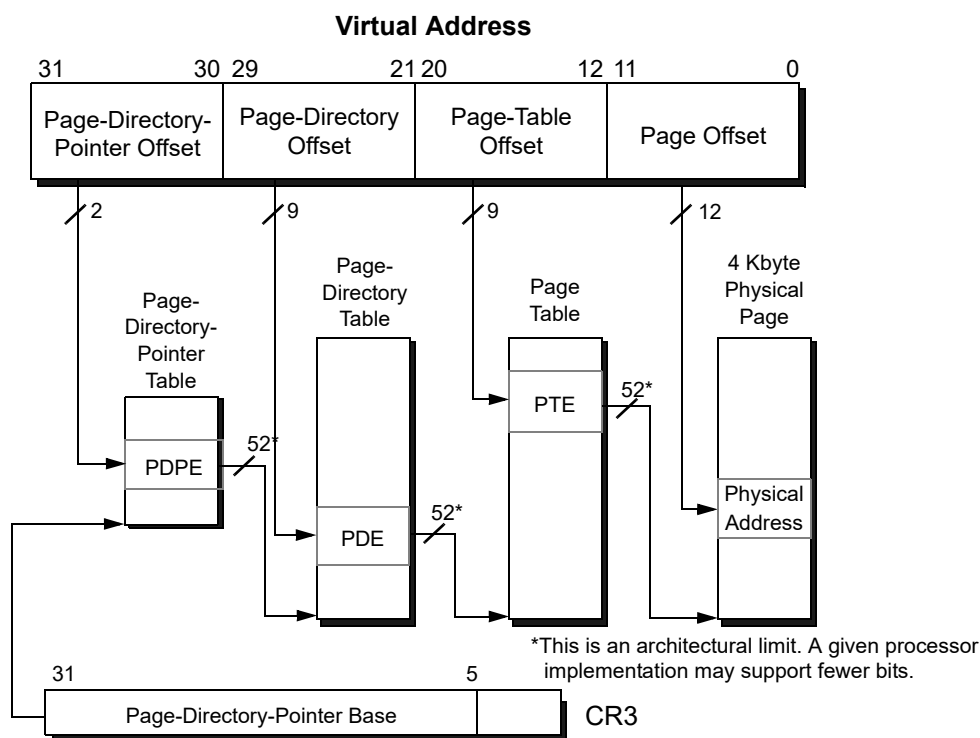 Virtual Address
31 30 29 21 20 12 11 0
Page-Directory-
Pointer Offset
Page-Directory
Offset
Page-Table
Offset
Page Offset
2
9
9
12
Page-
Directory-
Pointer
Table
Page-
Directory
Table
Page
Table
4 Kbyte
Physical
Page
PDPE
52*
PDE
52*
PTE
52*
Physical
Address
*This is an architectural limit. A given processor
implementation may support fewer bits.
31 5
Page-Directory-Pointer Base
CR3